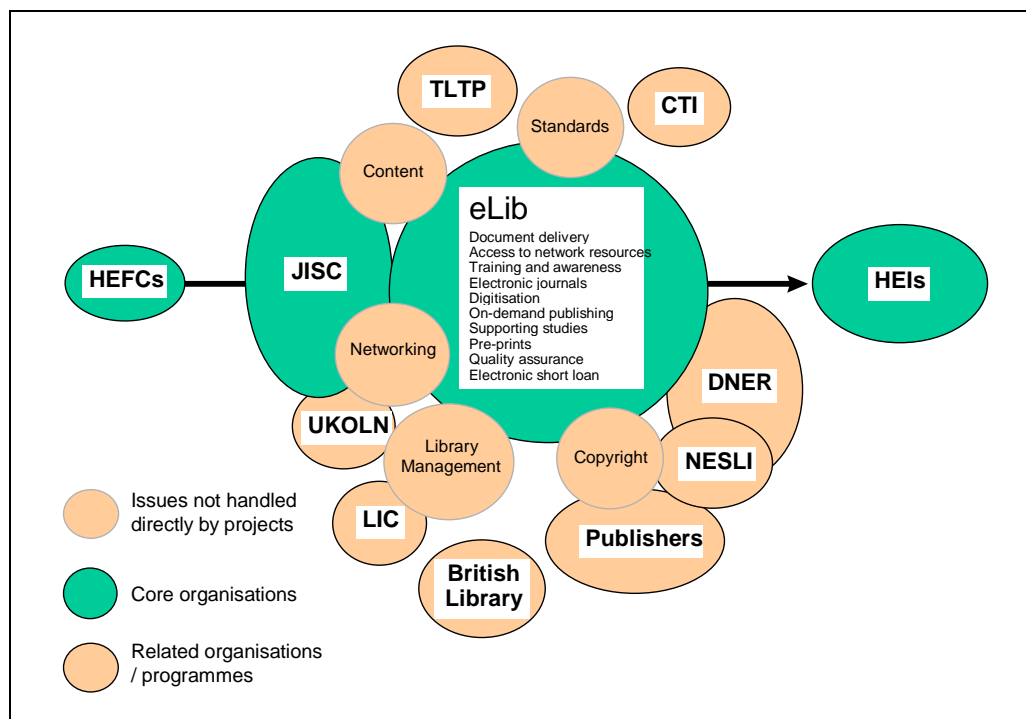 TLTP
CTI
Standards
Content
eLib
Document delivery
Access to network resources
Training and awareness
Electronic journals
Digitisation
On-demand publishing
Supporting studies
Pre-prints
Quality assurance
Electronic short loan
HEFCs
JISC
HEIs
Networking
DNER
UKOLN
Library
Management
Copyright
NESLI
LIC
Publishers
British
Library
Issues not handled
directly by projects
Core organisations
Related organisations
/ programmes